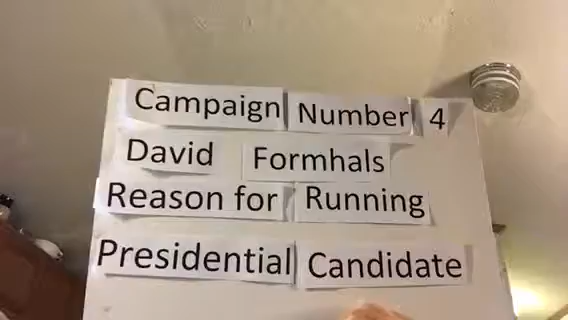 Campaign Number 4
David Formhals
Reason for Running
Presidential Candidate